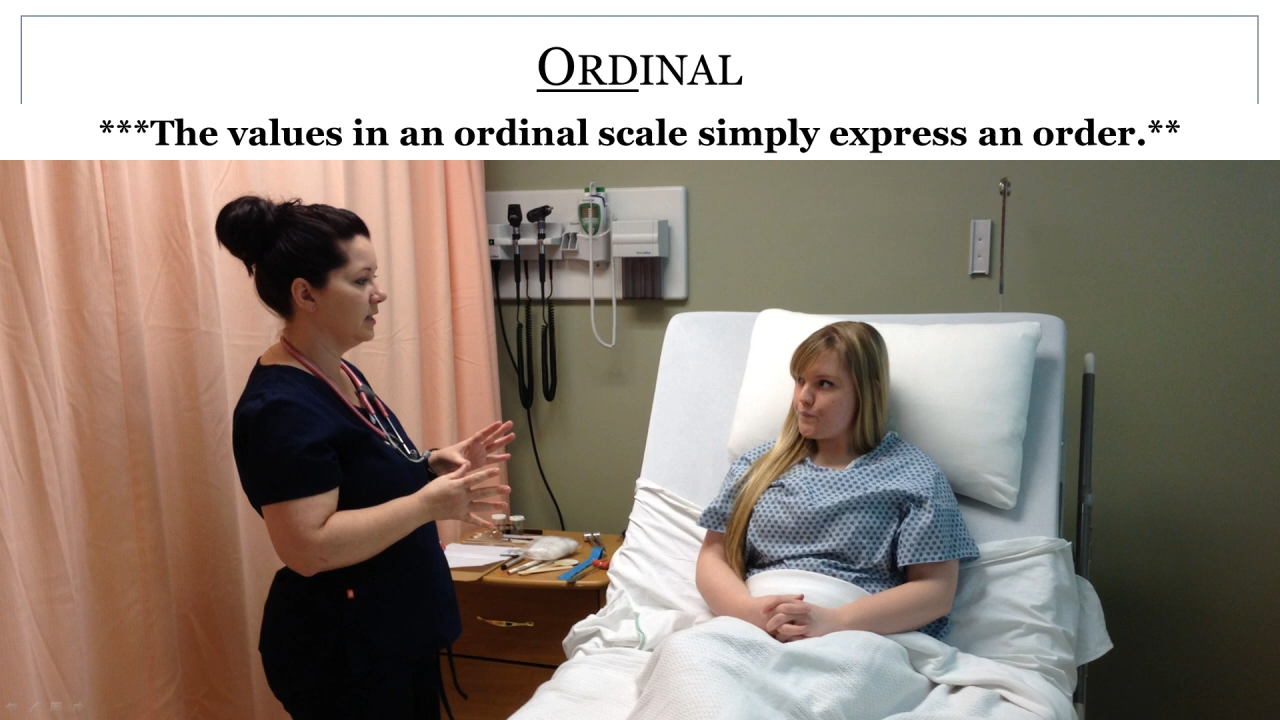 ORDINAL
***The values in an ordinal scale simply express an order.**